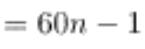 = 60n − 1